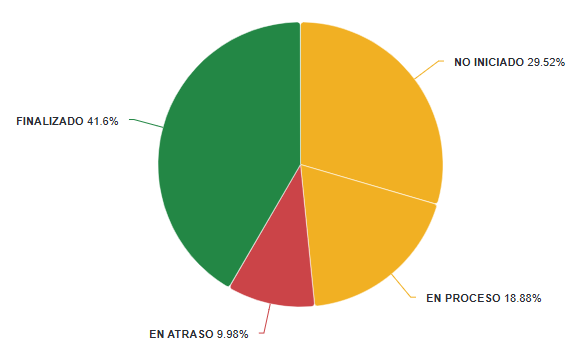 NO INICIADO 29.52%
FINALIZADO 41.6%
EN PROCESO 18.88%
EN ATRASO 9.98%